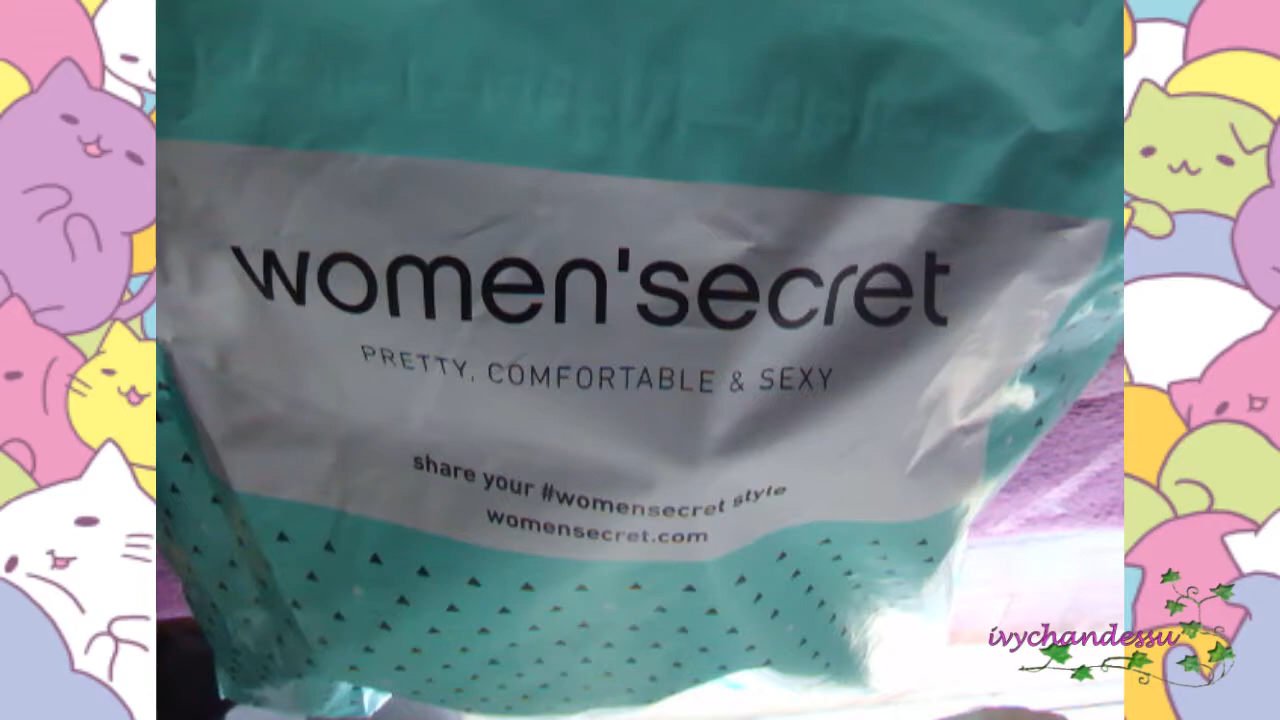 women'secret
PRETTY, COMFORTABLE & SEXY
share your #womensecret style
womensecret.com
ivychandessu